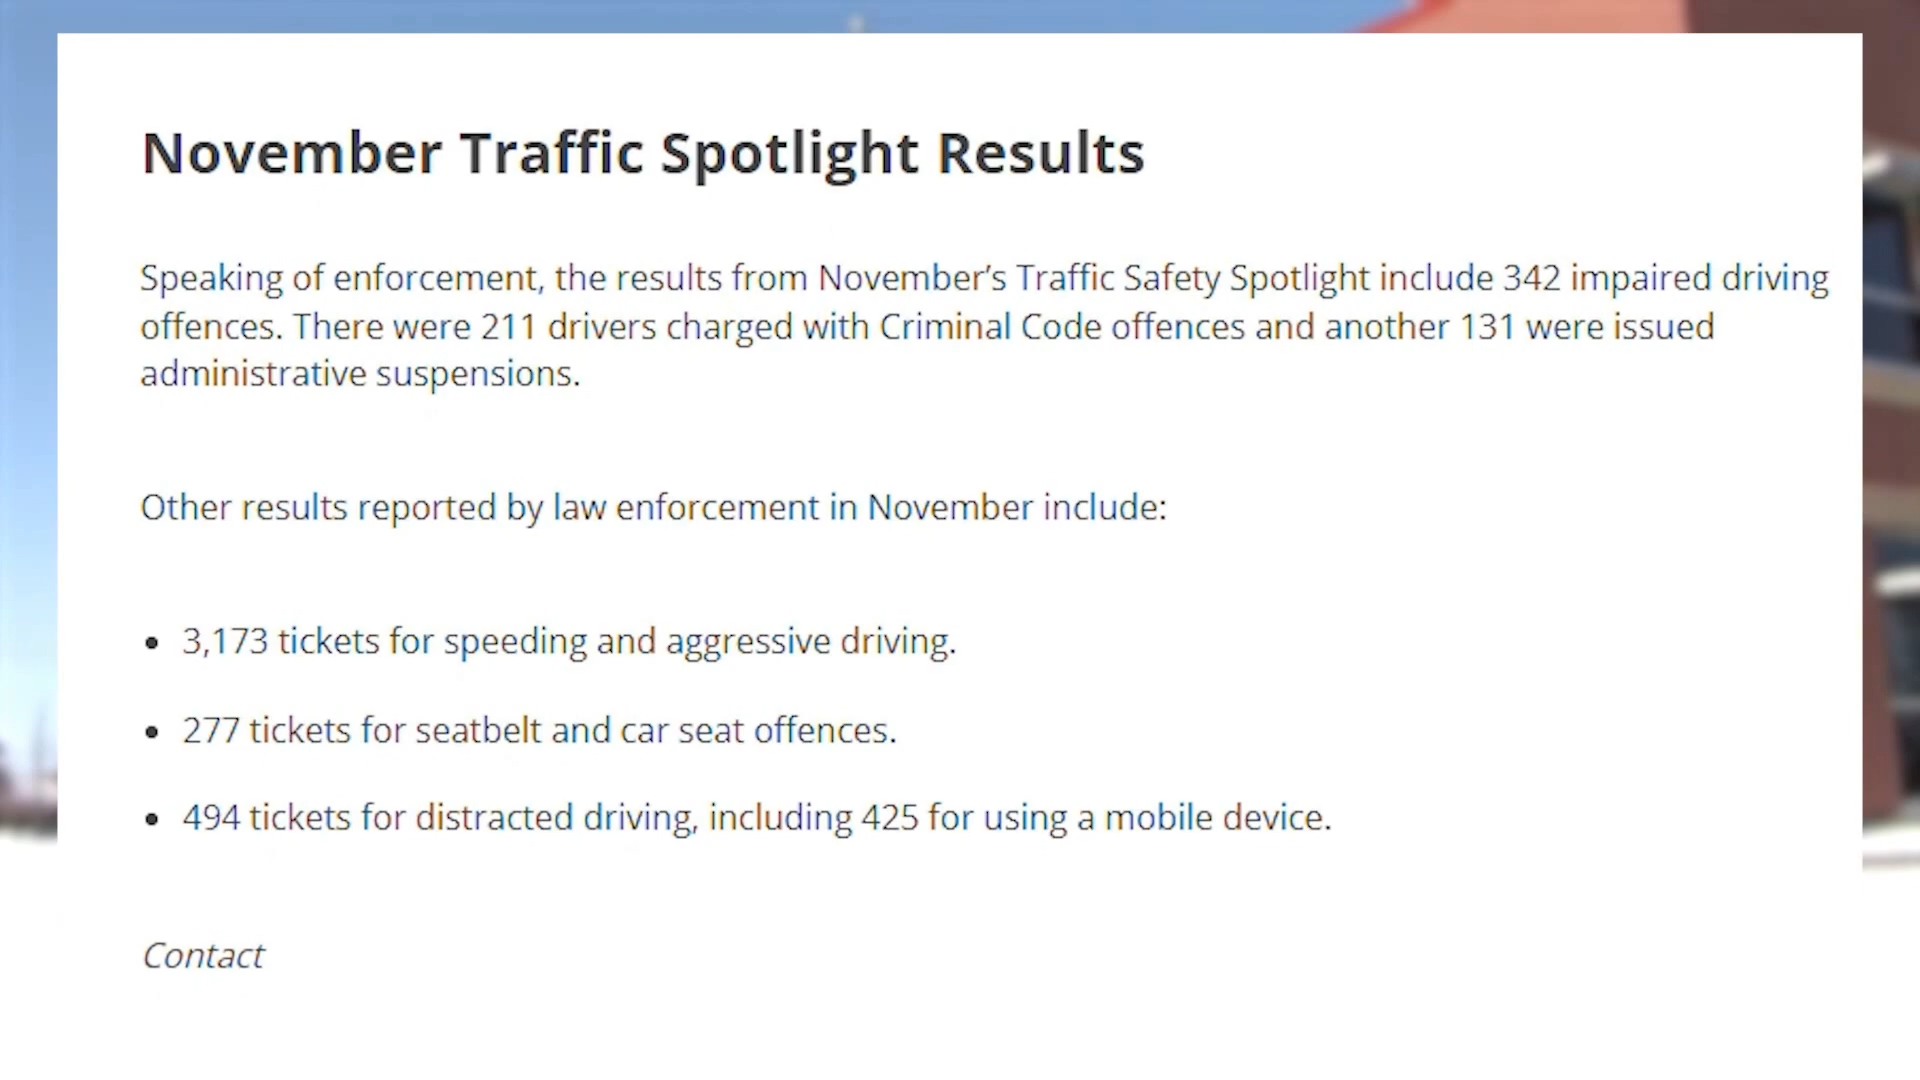 November Traffic Spotlight Results
Speaking of enforcement, the results from November’s Traffic Safety Spotlight include 342 impaired driving
offences. There were 211 drivers charged with Criminal Code offences and another 131 were issued
administrative suspensions.
Other results reported by law enforcement in November include:
• 3,173 tickets for speeding and aggressive driving.
• 277 tickets for seatbelt and car seat offences.
• 494 tickets for distracted driving, including 425 for using a mobile device.
Contact